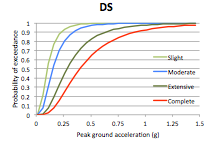 DS
Probability of exceedance
1
0.9
0.8
0.7
0.6
0.5
0.4
0.3
0.2
0.1
0
Slight
Moderate
Extensive
Complete
0 0.25 0.5 0.75 1 1.25 1.5
Peak ground acceleration (g)